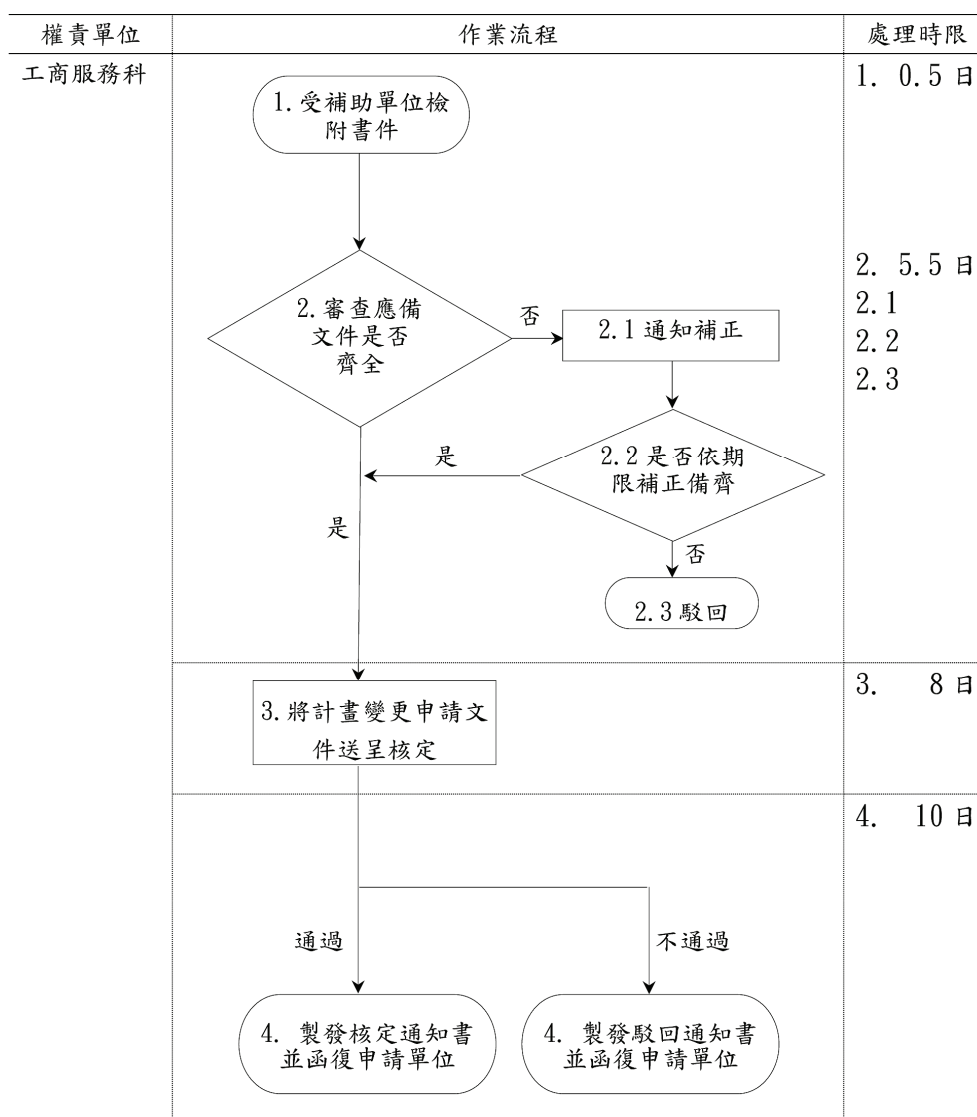 權責單位
作業流程
處理時限
工商服務科
1.受補助單位檢
附書件
1. 0.5 日
2.審查應備
文件是否
齊全
否
2.1 通知補正
2. 5.5 日
2.1
2.2
2.3
是
2.2 是否依期
限補正備齊
是
否
2.3 駁回
3.將計畫變更申請文
件送呈核定
3. 8 日
4. 10 日
通過
不通過
4. 製發核定通知書
並函復申請單位
4. 製發駁回通知書
並函復申請單位